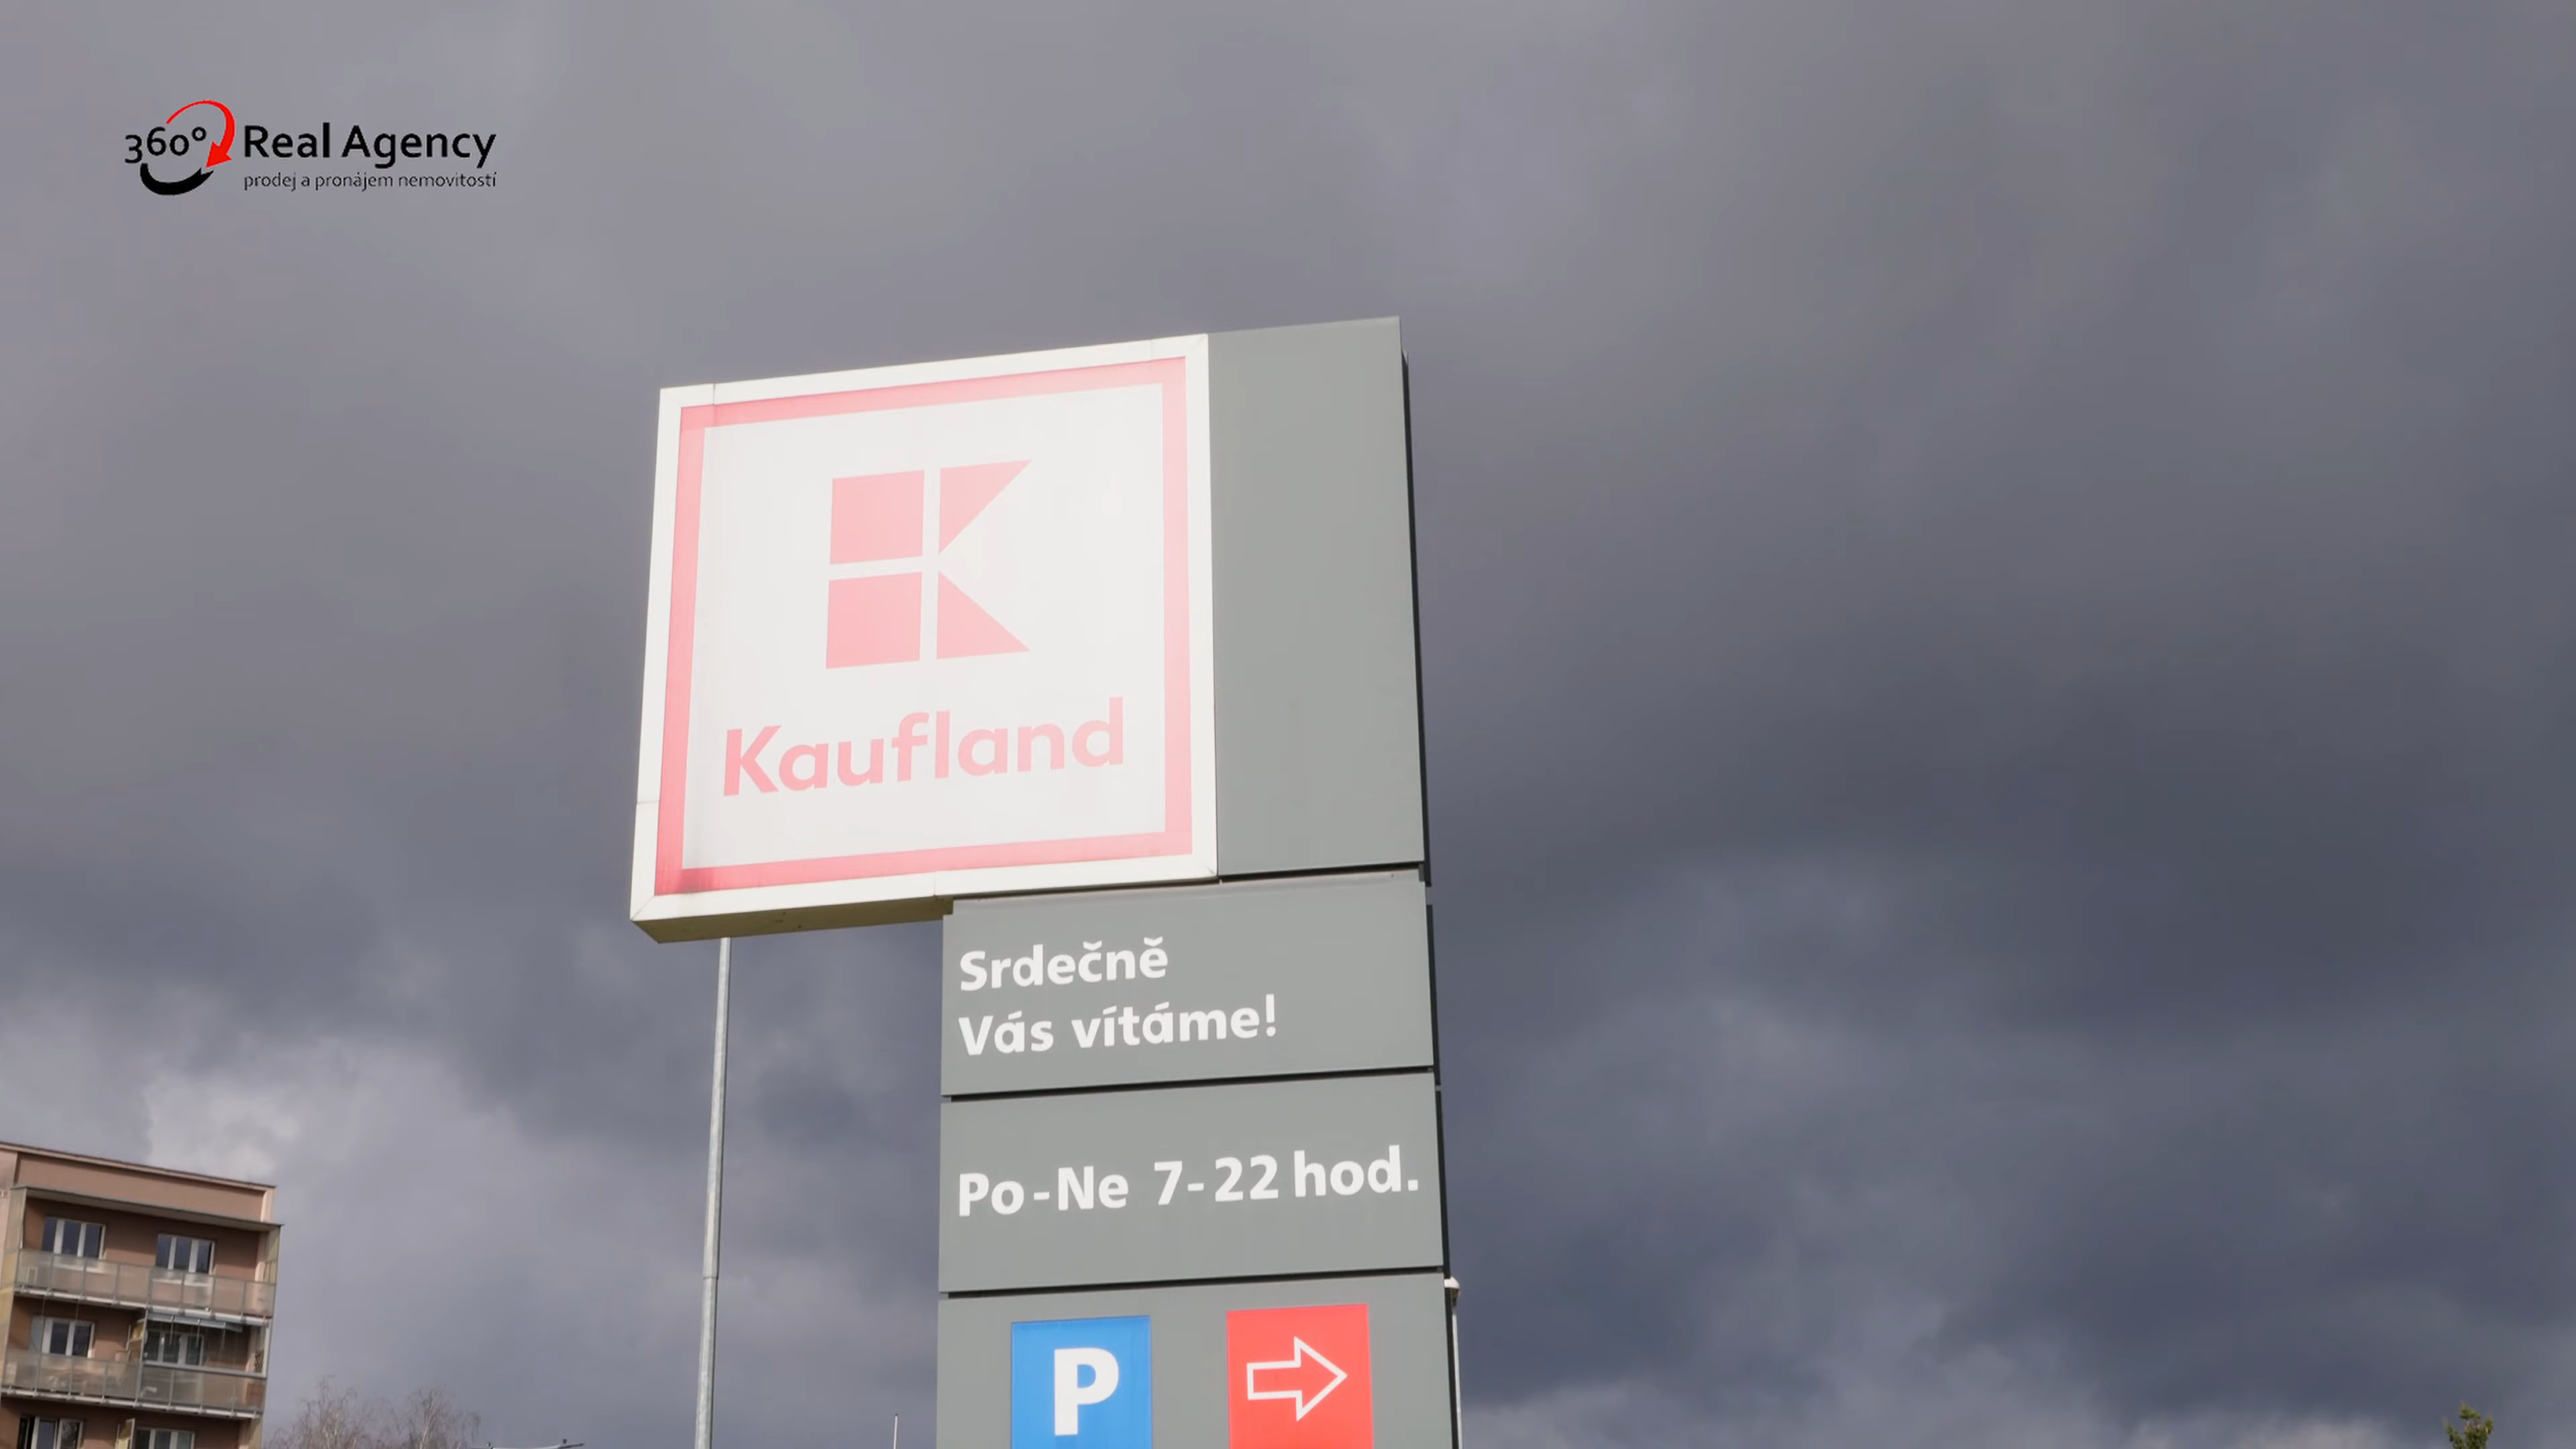 360° Real Agency
prodej a pronájem nemovitostí
Kaufland
Srdečně
Vás vítáme!
Po-Ne 7-22 hod.
P